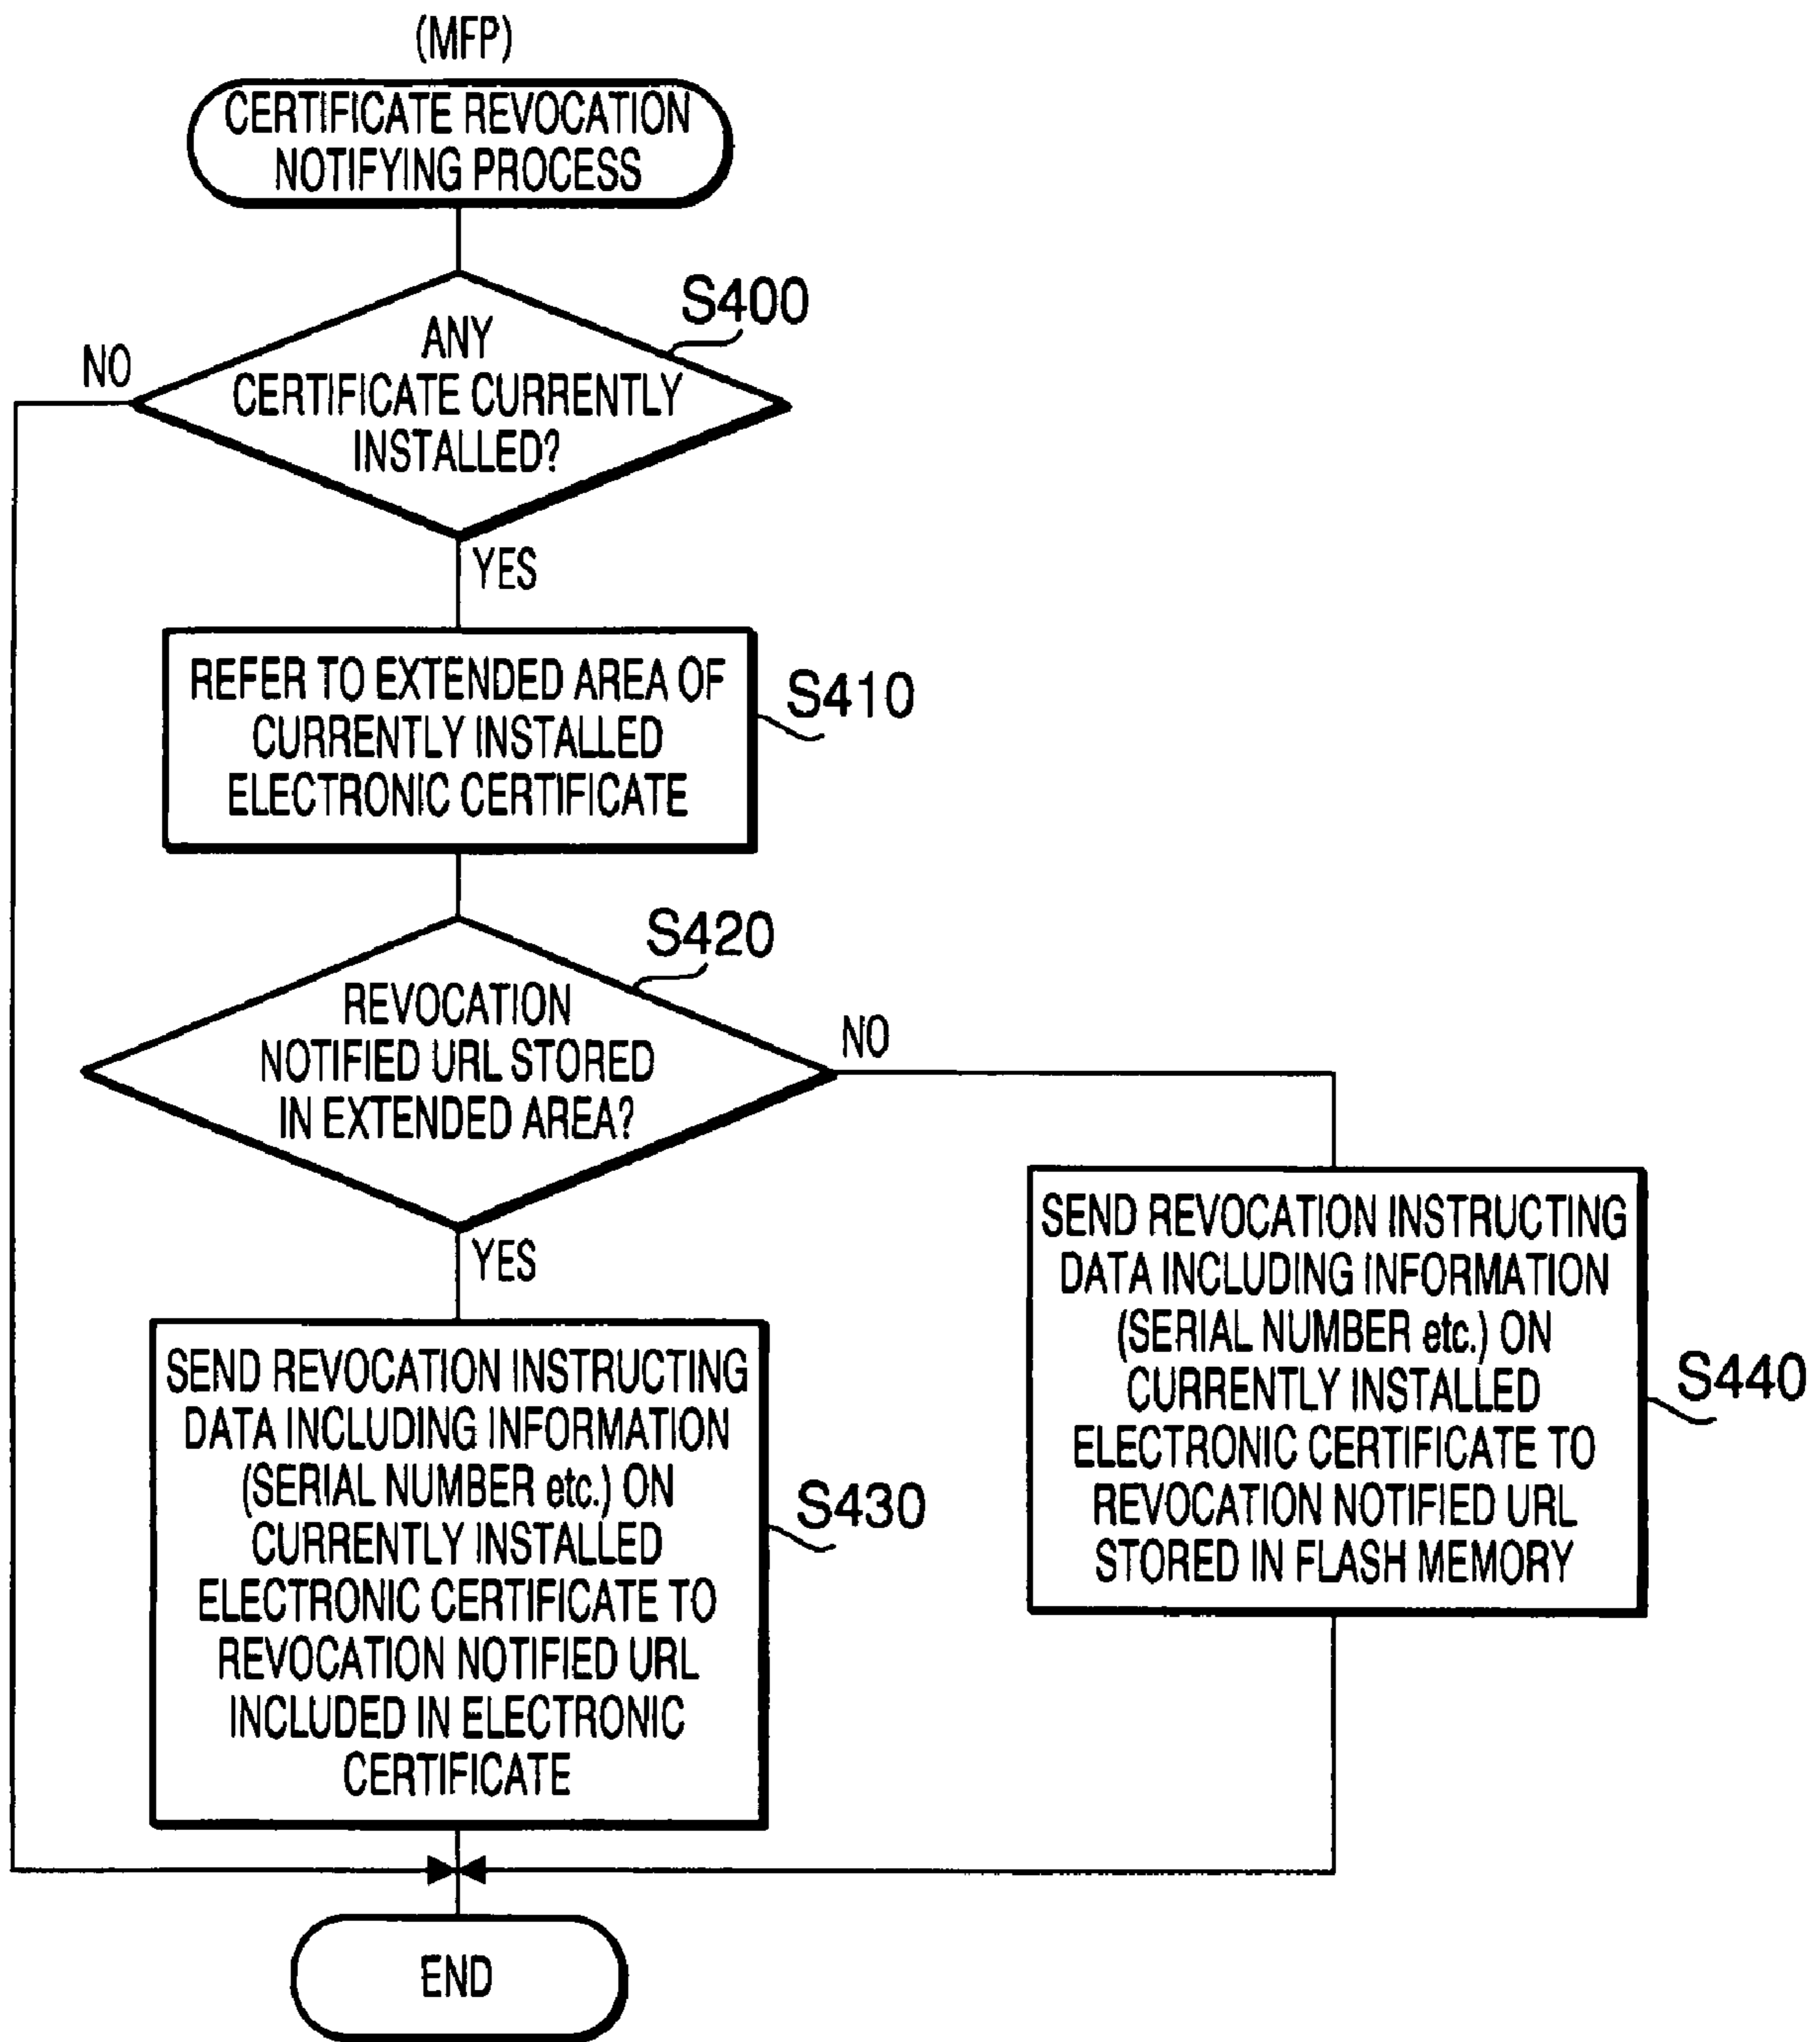 (MFP)
CERTIFICATE REVOCATION
NOTIFYING PROCESS
S400
ANY
CERTIFICATE CURRENTLY
INSTALLED?
NO
YES
REFER TO EXTENDED AREA OF
CURRENTLY INSTALLED
ELECTRONIC CERTIFICATE
S410
S420
REVOCATION
NOTIFIED URL STORED
IN EXTENDED AREA?
NO
YES
SEND REVOCATION INSTRUCTING
DATA INCLUDING INFORMATION
(SERIAL NUMBER etc.) ON
CURRENTLY INSTALLED
ELECTRONIC CERTIFICATE TO
REVOCATION NOTIFIED URL
INCLUDED IN ELECTRONIC
CERTIFICATE
S430
SEND REVOCATION INSTRUCTING
DATA INCLUDING INFORMATION
(SERIAL NUMBER etc.) ON
CURRENTLY INSTALLED
ELECTRONIC CERTIFICATE TO
REVOCATION NOTIFIED URL
STORED IN FLASH MEMORY
S440
END